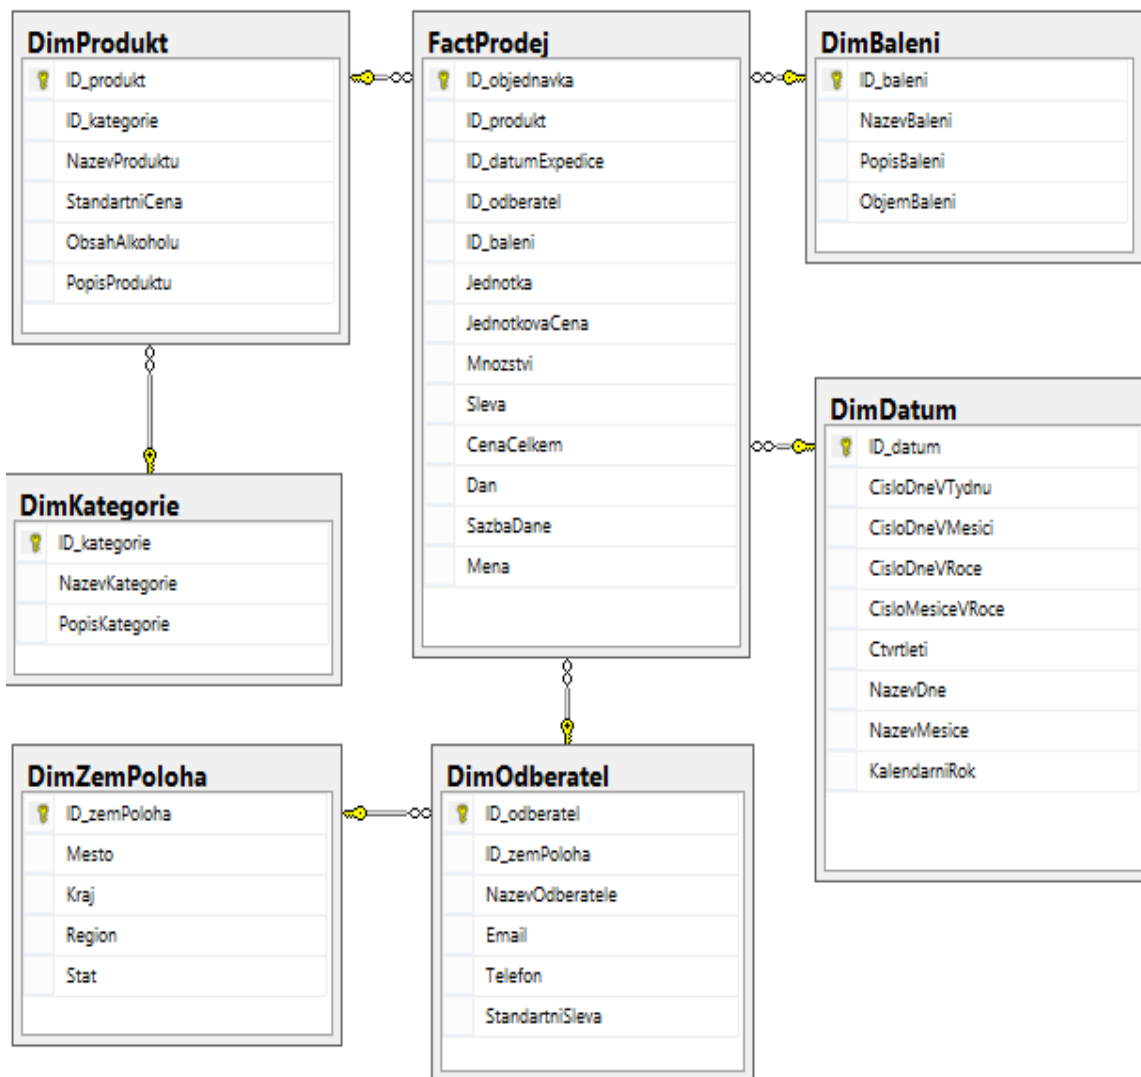 DimProdukt
ID_produkt
ID_kategorie
NazevProduktu
StandartniCena
ObsahAlkoholu
PopisProduktu
FactProdej
ID_objednavka
ID_produkt
ID_datumExpedice
ID_odberatel
ID_baleni
Jednotka
JednotkovaCena
Mnozstvi
Sleva
CenaCelkem
Dan
SazbaDane
Mena
DimBaleni
ID_baleni
NazevBaleni
PopisBaleni
ObjemBaleni
DimDatum
ID_datum
CisloDneVTydnu
CisloDneVMesici
CisloDneVRoce
CisloMesiceVRoce
Ctvrtleti
NazevDne
NazevMesice
KalendarniRok
DimKategorie
ID_kategorie
NazevKategorie
PopisKategorie
DimZemPoloha
ID_zemPoloha
Mesto
Kraj
Region
Stat
DimOdberatel
ID_odberatel
ID_zemPoloha
NazevOdberatele
Email
Telefon
StandartniSleva